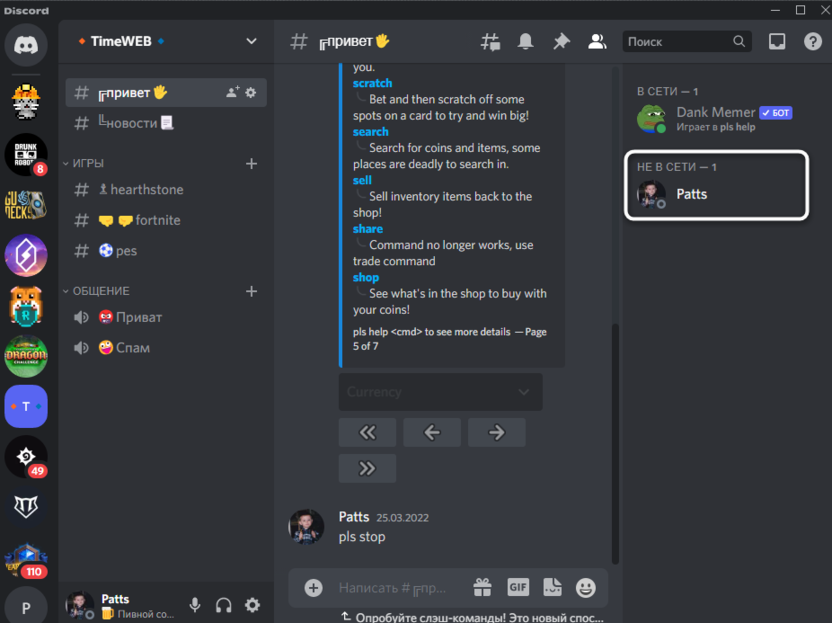 Discord
TimeWEB
╔привет🖐
╚новости📃
ИГРЫ
♗hearthstone
🤜🤛fortnite
⚽pes
ОБЩЕНИЕ
😡Приват
🤪Спам
Patts
🍺Пивной со...
8
49
110
DRUNK
ROBOTS
DRAGON
T
P
╔привет🖐
Поиск
you.
scratch
Bet and then scratch off some
spots on a card to try and win big!
search
Search for coins and items, some
places are deadly to search in.
sell
Sell inventory items back to the
shop!
share
Command no longer works, use
trade command
shop
See what's in the shop to buy with
your coins!
pls help <cmd> to see more details — Page
5 of 7
Currency
Patts 25.03.2022
pls stop
Написать #╔пр...
GIF
Опробуйте слэш-команды! Это новый спос...
В СЕТИ — 1
Dank Memer ✓ БОТ
Играет в pls help
НЕ В СЕТИ — 1
Patts